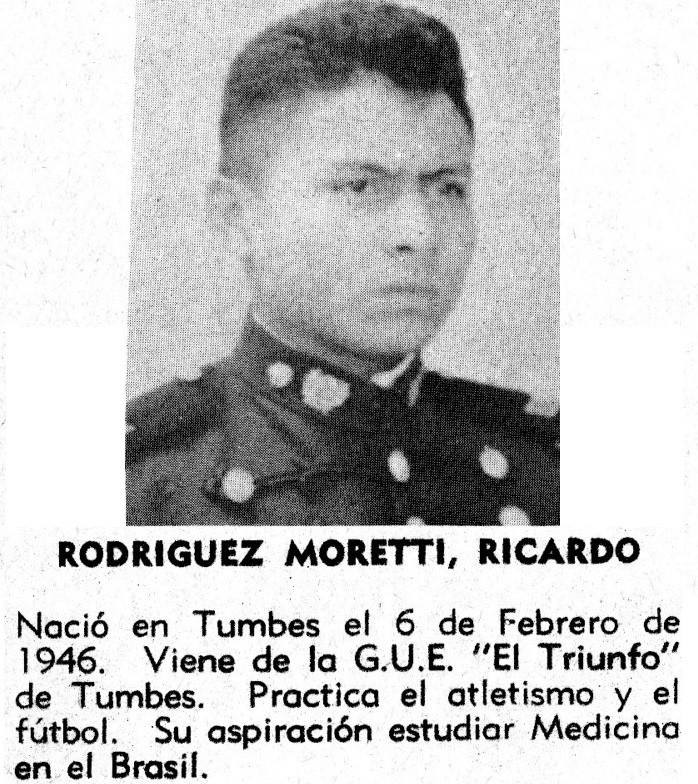 RODRIGUEZ MORETTI, RICARDO
Nació en Tumbes el 6 de Febrero de
1946. Viene de la G.U.E. "El Triunfo"
de Tumbes. Practica el atletismo y el
fútbol. Su aspiración estudiar Medicina
en el Brasil.